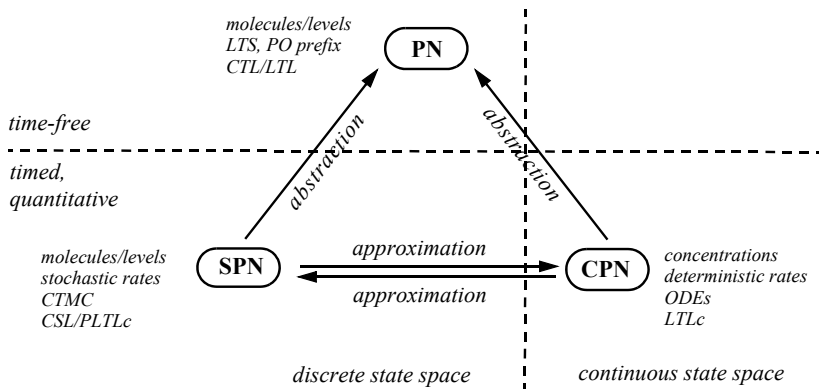 molecules/levels
LTS, PO prefix
CTL/LTL
PN
time-free
abstraction
abstraction
timed,
quantitative
molecules/levels
stochastic rates
CTMC
CSL/PLTLc
SPN
approximation
approximation
CPN
concentrations
deterministic rates
ODEs
LTLc
discrete state space
continuous state space